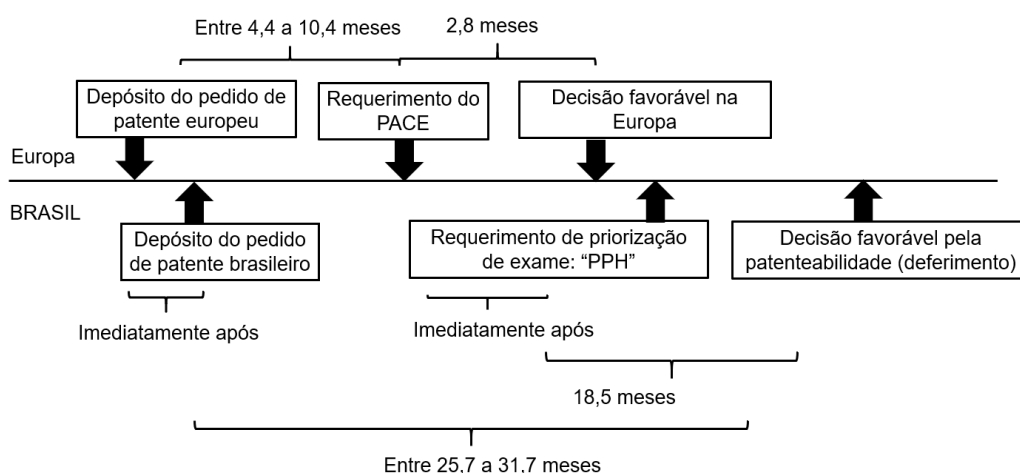 Entre 4,4 a 10,4 meses
2,8 meses
Depósito do pedido de
patente europeu
Requerimento do
PACE
Decisão favorável na
Europa
Europa
BRASIL
Depósito do pedido
de patente brasileiro
Requerimento de priorização
de exame: “PPH”
Decisão favorável pela
patenteabilidade (deferimento)
Imediatamente após
Imediatamente após
18,5 meses
Entre 25,7 a 31,7 meses